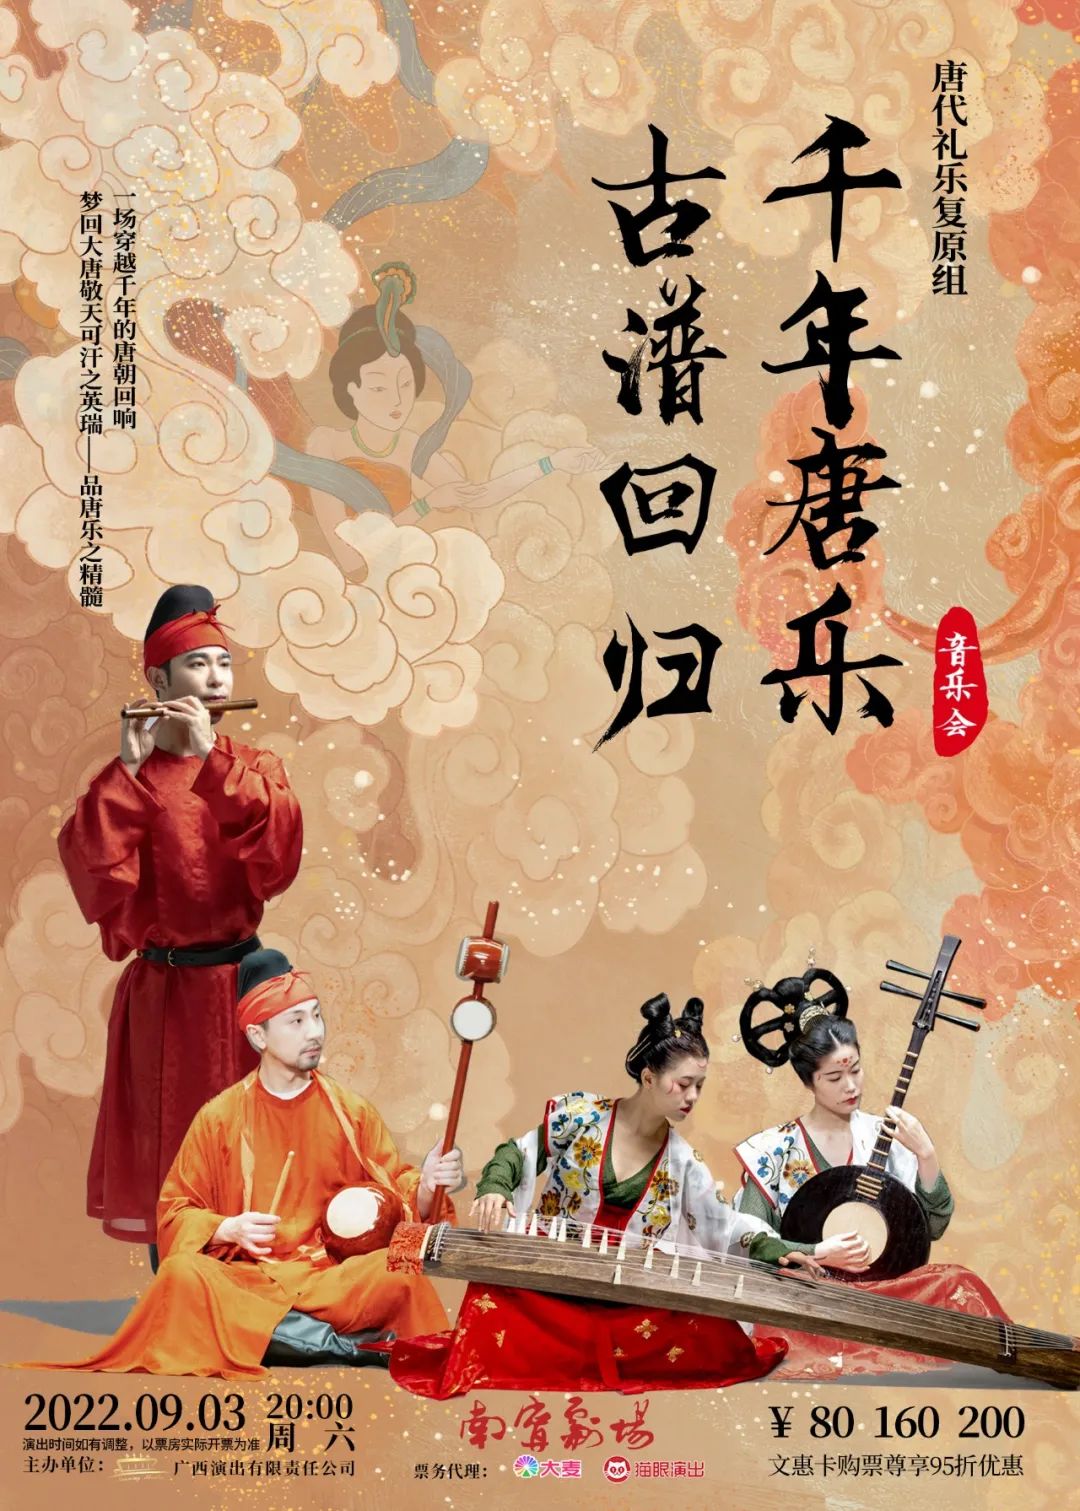 唐代礼乐复原组
千年唐乐
古谱回归
音乐会
一场穿越千年的唐朝回响
梦回大唐敬天可汗之英瑞——品唐乐之精髓
2022.09.03 20:00
周六
演出时间如有调整，以票房实际开票为准
主办单位： 广西演出有限责任公司
南宁剧场
票务代理： 大麦 猫眼演出
¥ 80 160 200
文惠卡购票尊享95折优惠